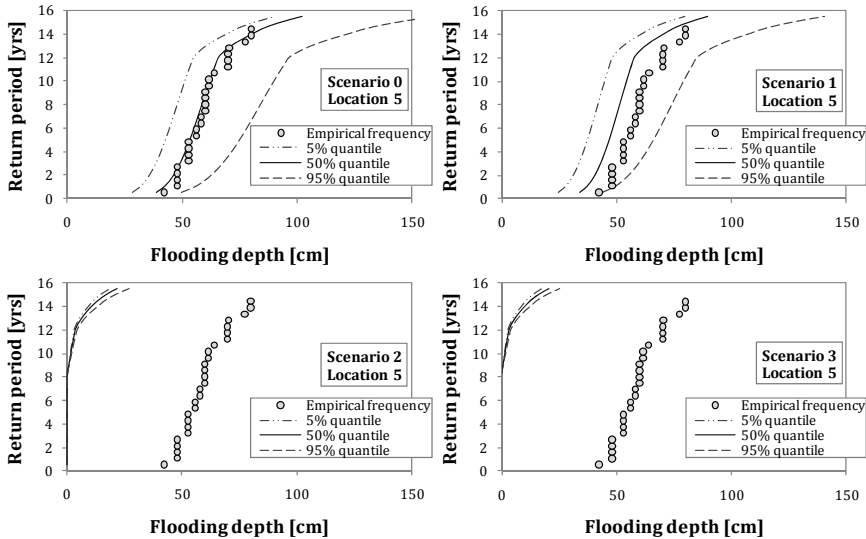 Return period [yrs]
16
14
12
10
8
6
4
2
0
Scenario 0
Location 5
Empirical frequency
5% quantile
50% quantile
95% quantile
0
50
100
150
Flooding depth [cm]
Return period [yrs]
16
14
12
10
8
6
4
2
0
Scenario 1
Location 5
Empirical frequency
5% quantile
50% quantile
95% quantile
0
50
100
150
Flooding depth [cm]
Return period [yrs]
16
14
12
10
8
6
4
2
0
Scenario 2
Location 5
Empirical frequency
5% quantile
50% quantile
95% quantile
0
50
100
150
Flooding depth [cm]
Return period [yrs]
16
14
12
10
8
6
4
2
0
Scenario 3
Location 5
Empirical frequency
5% quantile
50% quantile
95% quantile
0
50
100
150
Flooding depth [cm]